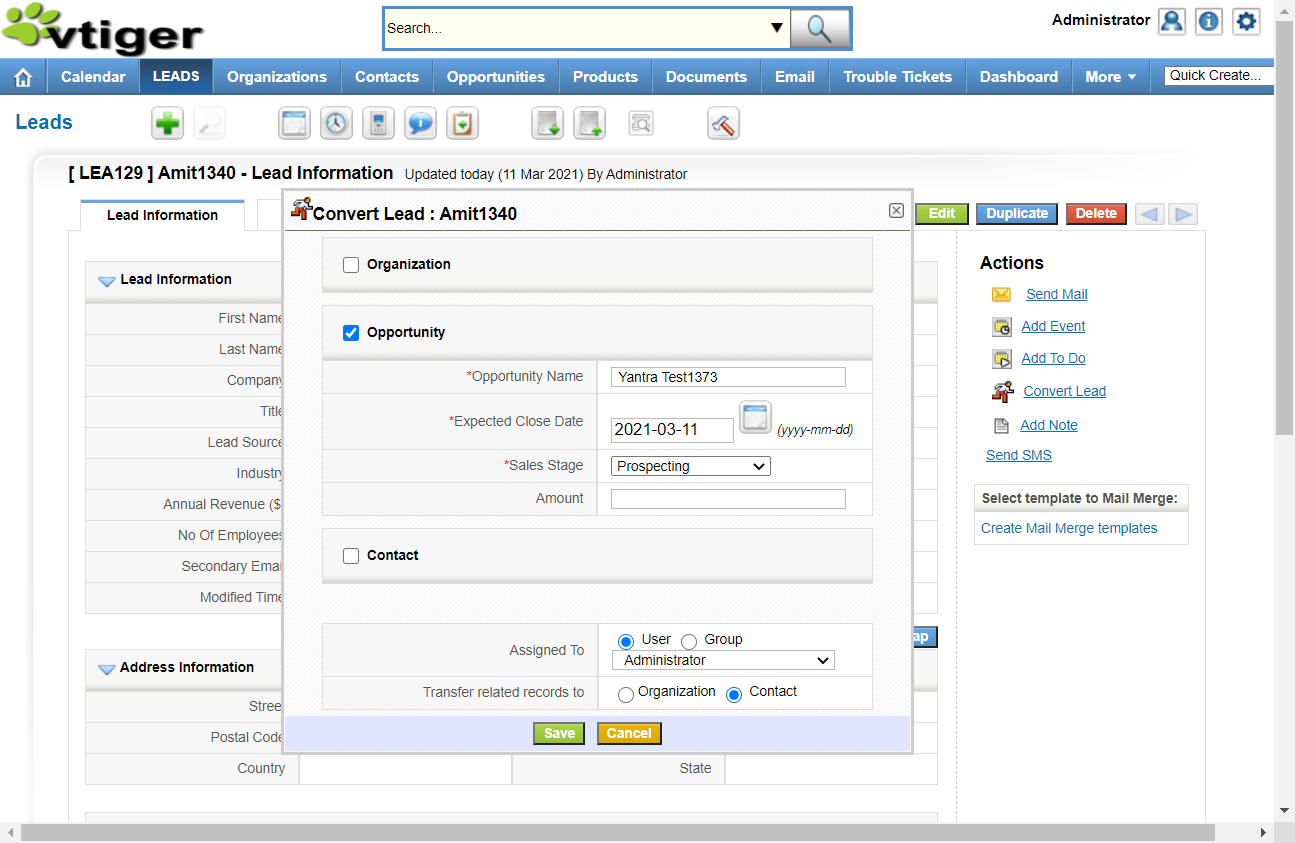 vtiger
Search...
Administrator
Calendar LEADS Organizations Contacts Opportunities Products Documents Email Trouble Tickets Dashboard More Quick Create...
Leads
[ LEA129 ] Amit1340 - Lead Information Updated today (11 Mar 2021) By Administrator
Lead Information
Convert Lead : Amit1340
Edit Duplicate Delete
Organization
Opportunity
*Opportunity Name Yantra Test1373
*Expected Close Date 2021-03-11 (yyyy-mm-dd)
*Sales Stage Prospecting
Amount
Contact
Assigned To User Group
Administrator
Transfer related records to Organization Contact
Save Cancel
Lead Information
First Name
Last Name
Company
Title
Lead Source
Industry
Annual Revenue ($
No Of Employees
Secondary Emai
Modified Time
ap
Address Information
Stree
Postal Code
Country State
Actions
Send Mail
Add Event
Add To Do
Convert Lead
Add Note
Send SMS
Select template to Mail Merge:
Create Mail Merge templates